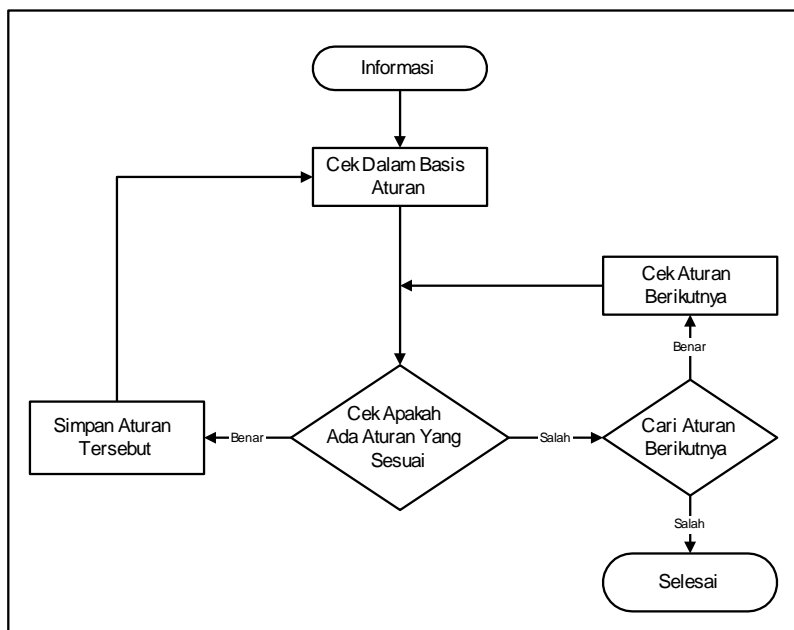 Informasi
Cek Dalam Basis
Aturan
Cek Aturan
Berikutnya
Benar
Simpan Aturan
Tersebut
Benar
Cek Apakah
Ada Aturan Yang
Sesuai
Salah
Cari Aturan
Berikutnya
Salah
Selesai